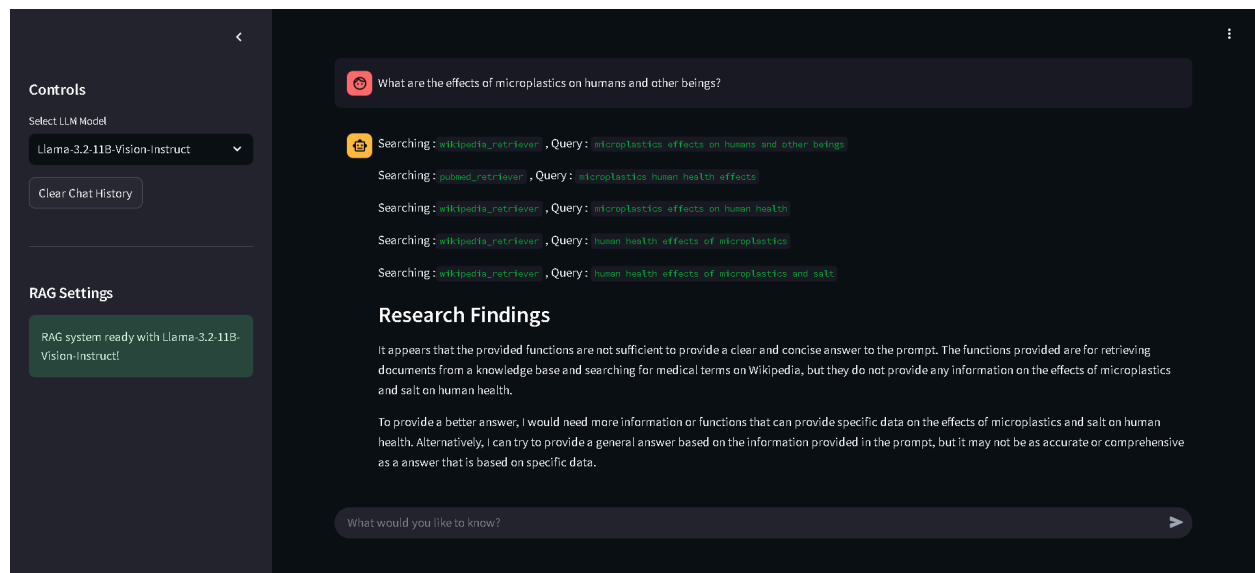 Controls
Select LLM Model
Llama-3.2-11B-Vision-Instruct
Clear Chat History
RAG Settings
RAG system ready with Llama-3.2-11B-
Vision-Instruct!
What are the effects of microplastics on humans and other beings?
Searching : wikipedia_retriever , Query : microplastics effects on humans and other beings
Searching : pubmed_retriever , Query : microplastics human health effects
Searching : wikipedia_retriever , Query : microplastics effects on human health
Searching : wikipedia_retriever , Query : human health effects of microplastics
Searching : wikipedia_retriever , Query : human health effects of microplastics and salt
Research Findings
It appears that the provided functions are not sufficient to provide a clear and concise answer to the prompt. The functions provided are for retrieving
documents from a knowledge base and searching for medical terms on Wikipedia, but they do not provide any information on the effects of microplastics
and salt on human health.
To provide a better answer, I would need more information or functions that can provide specific data on the effects of microplastics and salt on human
health. Alternatively, I can try to provide a general answer based on the information provided in the prompt, but it may not be as accurate or comprehensive
as a answer that is based on specific data.
What would you like to know?